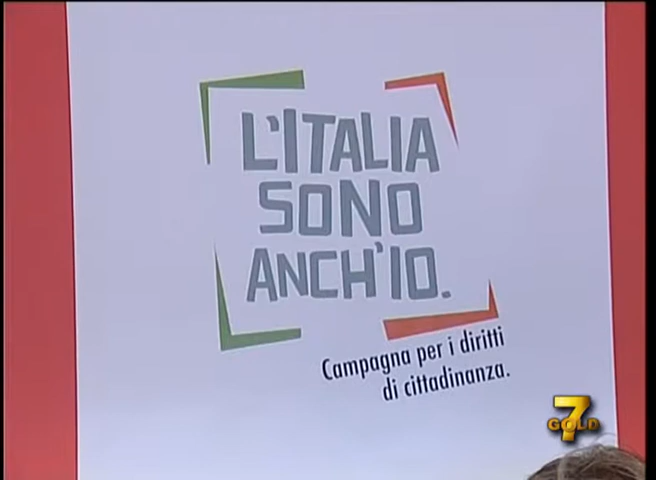 L'ITALIA
SONO
ANCH'IO.
Campagna per i diritti
di cittadinanza.
7
GOLD